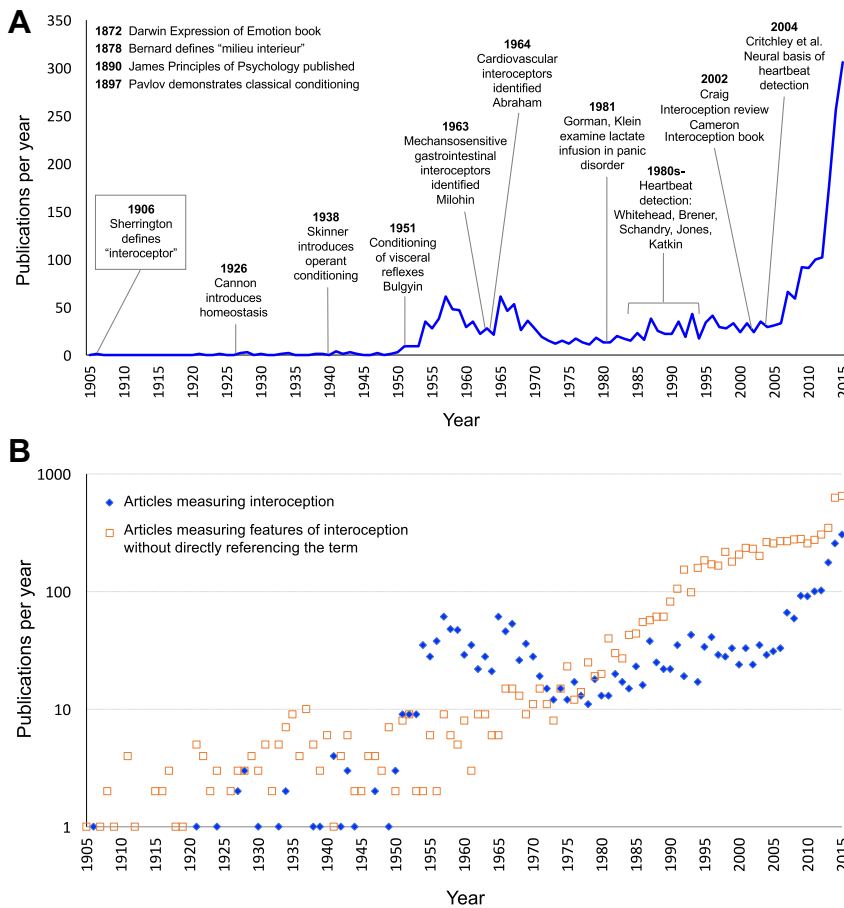 A
350
300
250
200
150
100
50
0
Publications per year
1872 Darwin Expression of Emotion book
1878 Bernard defines “milieu interieur”
1890 James Principles of Psychology published
1897 Pavlov demonstrates classical conditioning
1906
Sherrington
defines
“interoceptor”
1926
Cannon
introduces
homeostasis
1938
Skinner
introduces
operant
conditioning
1951
Conditioning
of visceral
reflexes
Bulgyin
1963
Mechansosensitive
gastrointestinal
interoceptors
identified
Milohin
1964
Cardiovascular
interoceptors
identified
Abraham
1981
Gorman, Klein
examine lactate
infusion in panic
disorder
1980s-
Heartbeat
detection:
Whitehead, Brener,
Schandry, Jones,
Katkin
2002
Craig
Interoception review
Cameron
Interoception book
2004
Critchley et al.
Neural basis of
heartbeat
detection
1905
1910
1915
1920
1925
1930
1935
1940
1945
1950
1955
1960
1965
1970
1975
1980
1985
1990
1995
2000
2005
2010
2015
Year
B
1000
100
10
1
Publications per year
Articles measuring interoception
Articles measuring features of interoception
without directly referencing the term
1905
1910
1915
1920
1925
1930
1935
1940
1945
1950
1955
1960
1965
1970
1975
1980
1985
1990
1995
2000
2005
2010
2015
Year